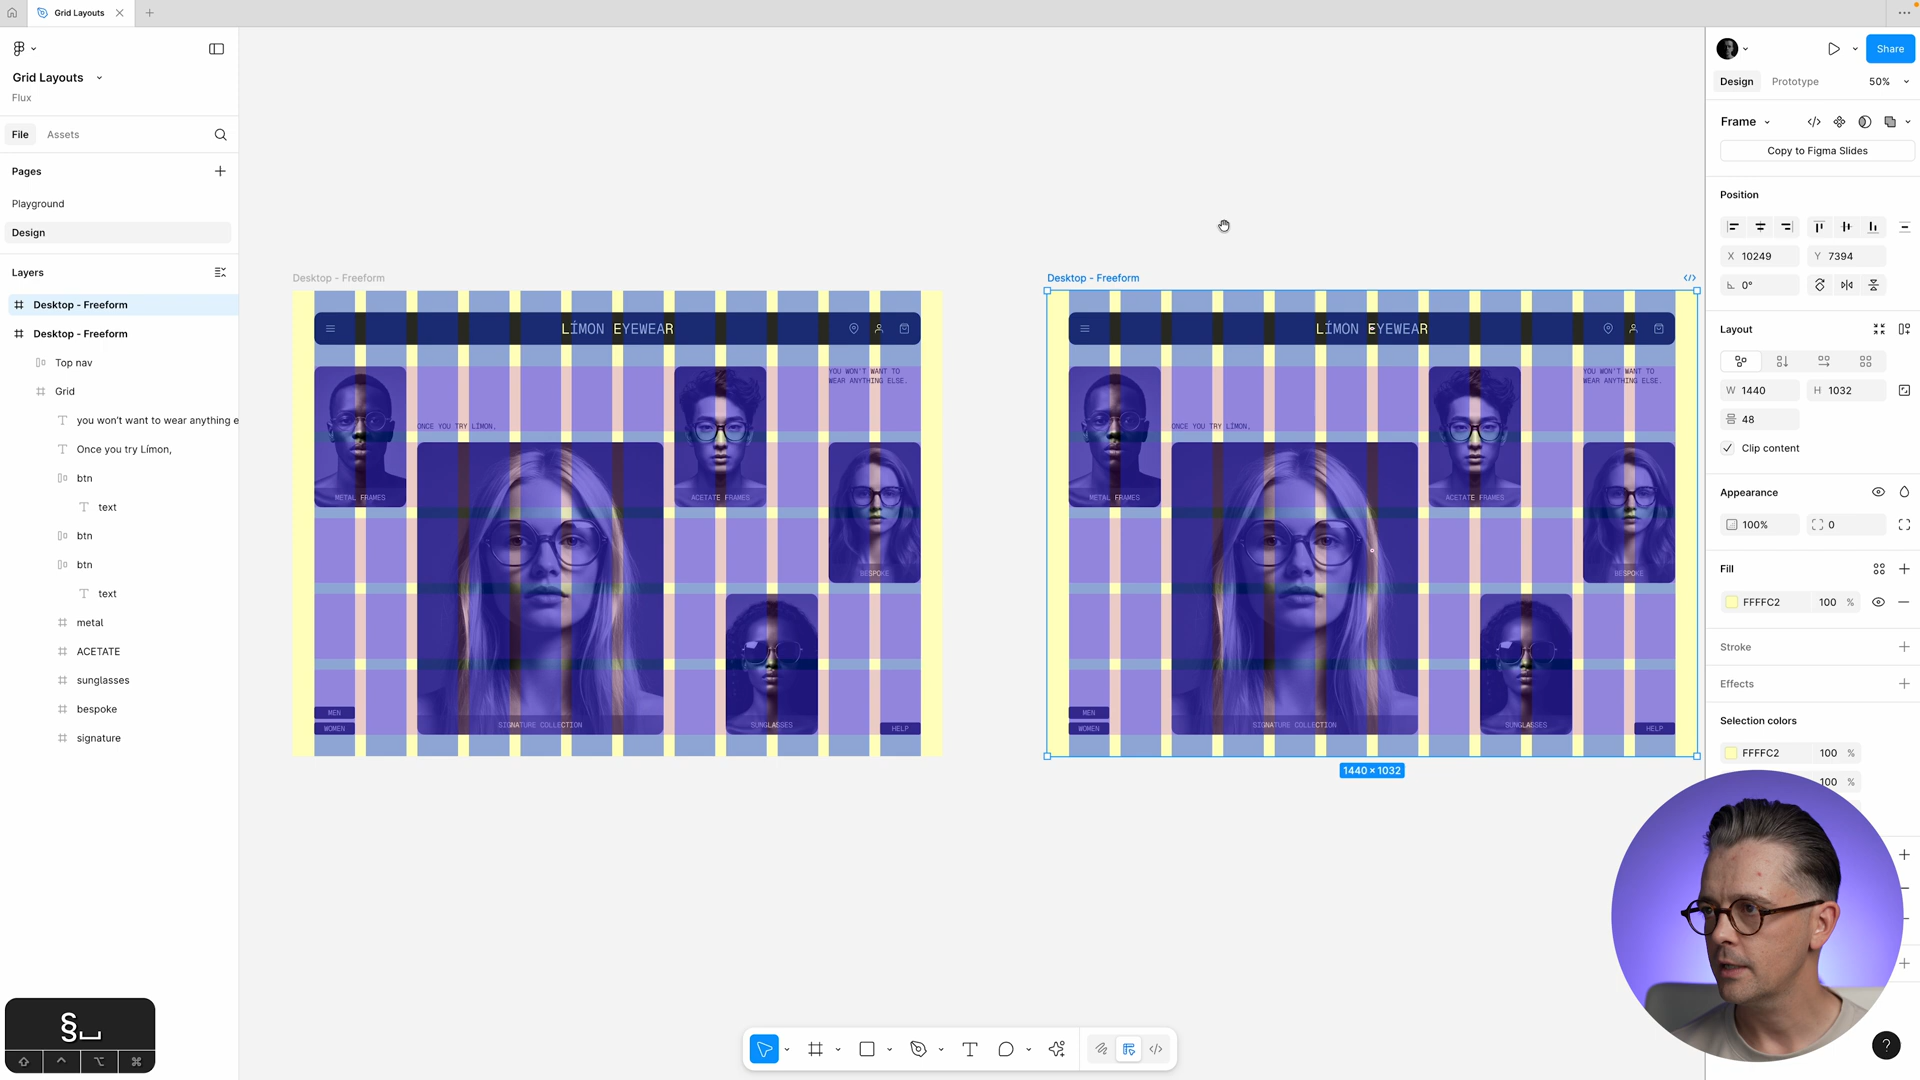 Grid Layouts
Grid Layouts
Flux
File
Assets
Pages
Playground
Design
Layers
Desktop - Freeform
Desktop - Freeform
Top nav
Grid
you won't want to wear anything e
Once you try Límon,
btn
text
btn
btn
text
metal
ACETATE
sunglasses
bespoke
signature
§
Desktop - Freeform
LÍMON EYEWEAR
METAL FRAMES
ONCE YOU TRY LÍMON,
ACETATE FRAMES
YOU WON'T WANT TO
WEAR ANYTHING ELSE.
BESPOKE
SUNGLASSES
SIGNATURE COLLECTION
MEN
WOMEN
HELP
Desktop - Freeform
LÍMON EYEWEAR
METAL FRAMES
ONCE YOU TRY LÍMON,
ACETATE FRAMES
YOU WON'T WANT TO
WEAR ANYTHING ELSE.
BESPOKE
SUNGLASSES
SIGNATURE COLLECTION
MEN
WOMEN
HELP
1440 × 1032
Share
Design
Prototype
50%
Frame
Copy to Figma Slides
Position
X 10249
Y 7394
0°
Layout
W 1440
H 1032
48
Clip content
Appearance
100%
0
Fill
FFFFC2
100 %
Stroke
Effects
Selection colors
FFFFC2
100 %
100 %
?